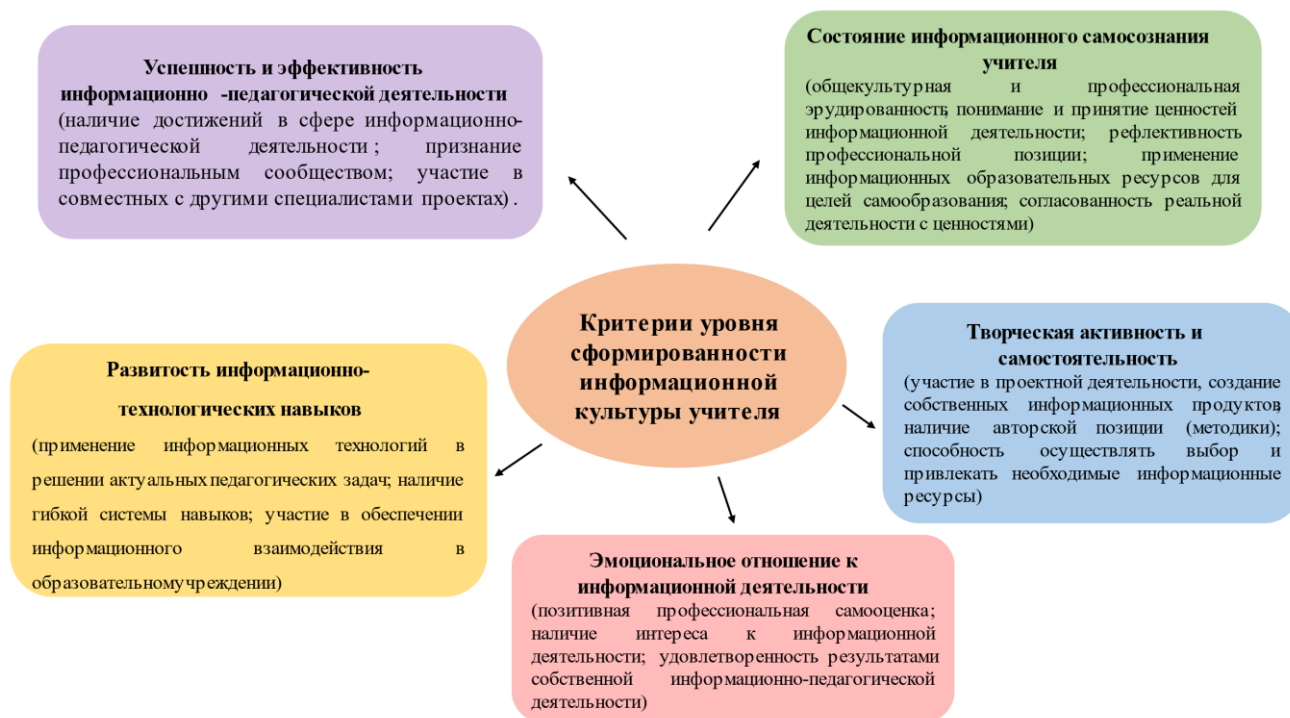 Успешность и эффективность
информационно -педагогической деятельности
(наличие достижений в сфере информационно-
педагогической деятельности ; признание
профессиональным сообществом; участие в
совместных с другими специалистами проектах) .
Состояние информационного самосознания
учителя
(общекультурная и профессиональная
эрудированность, понимание и принятие ценностей
информационной деятельности; рефлективность
профессиональной позиции; применение
информационных образовательных ресурсов для
целей самообразования; согласованность реальной
деятельности с ценностями)
Критерии уровня
сформированности
информационной
культуры учителя
Развитость информационно-
технологических навыков
(применение информационных технологий в
решении актуальных педагогических задач; наличие
гибкой системы навыков; участие в обеспечении
информационного взаимодействия в
образовательном учреждении)
Творческая активность и
самостоятельность
(участие в проектной деятельности, создание
собственных информационных продуктов,
наличие авторской позиции (методики);
способность осуществлять выбор и
привлекать необходимые информационные
ресурсы)
Эмоциональное отношение к
информационной деятельности
(позитивная профессиональная самооценка;
наличие интереса к информационной
деятельности; удовлетворенность результатами
собственной информационно-педагогической
деятельности)